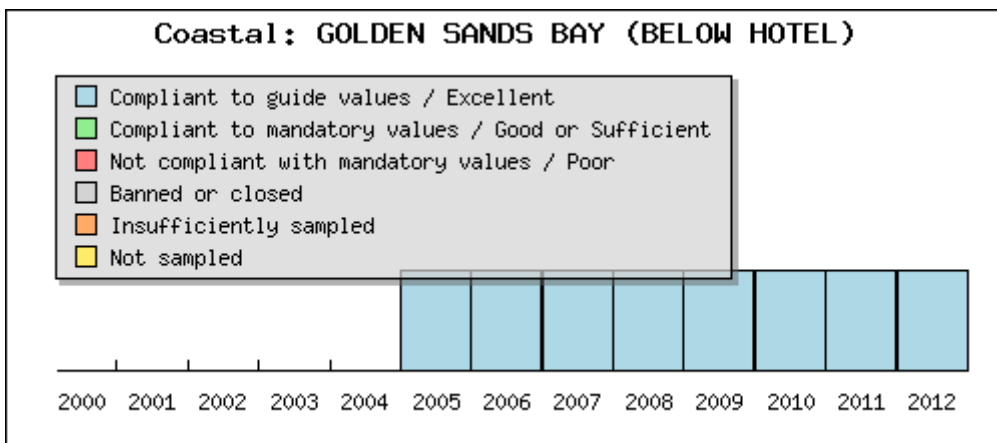 Coastal: GOLDEN SANDS BAY (BELOW HOTEL)
Compliant to guide values / Excellent
Compliant to mandatory values / Good or Sufficient
Not compliant with mandatory values / Poor
Banned or closed
Insufficiently sampled
Not sampled
2000 2001 2002 2003 2004 2005 2006 2007 2008 2009 2010 2011 2012